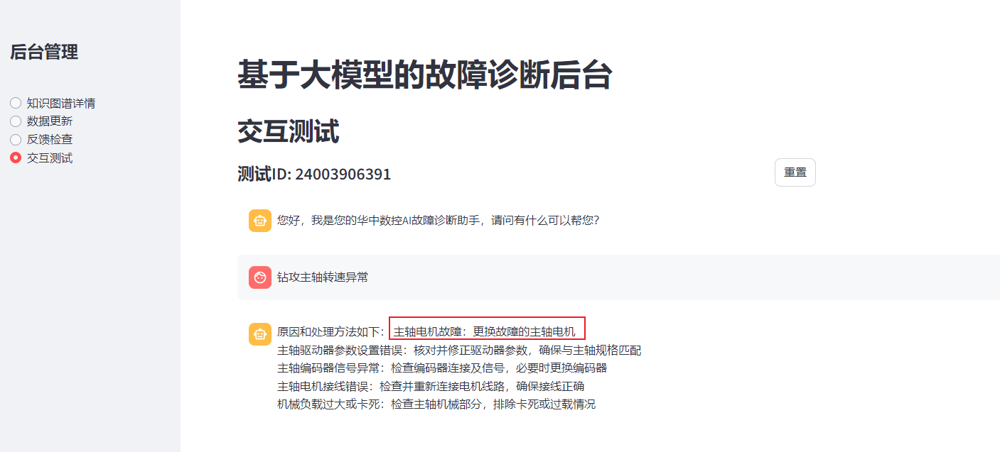 后台管理
知识图谱详情
数据更新
反馈检查
交互测试
基于大模型的故障诊断后台
交互测试
测试ID: 24003906391
重置
您好，我是您的华中数控AI故障诊断助手，请问有什么可以帮您？
钻攻主轴转速异常
原因和处理方法如下：主轴电机故障：更换故障的主轴电机
主轴驱动器参数设置错误：核对并修正驱动器参数，确保与主轴规格匹配
主轴编码器信号异常：检查编码器连接及信号，必要时更换编码器
主轴电机接线错误：检查并重新连接电机线路，确保接线正确
机械负载过大或卡死：检查主轴机械部分，排除卡死或过载情况